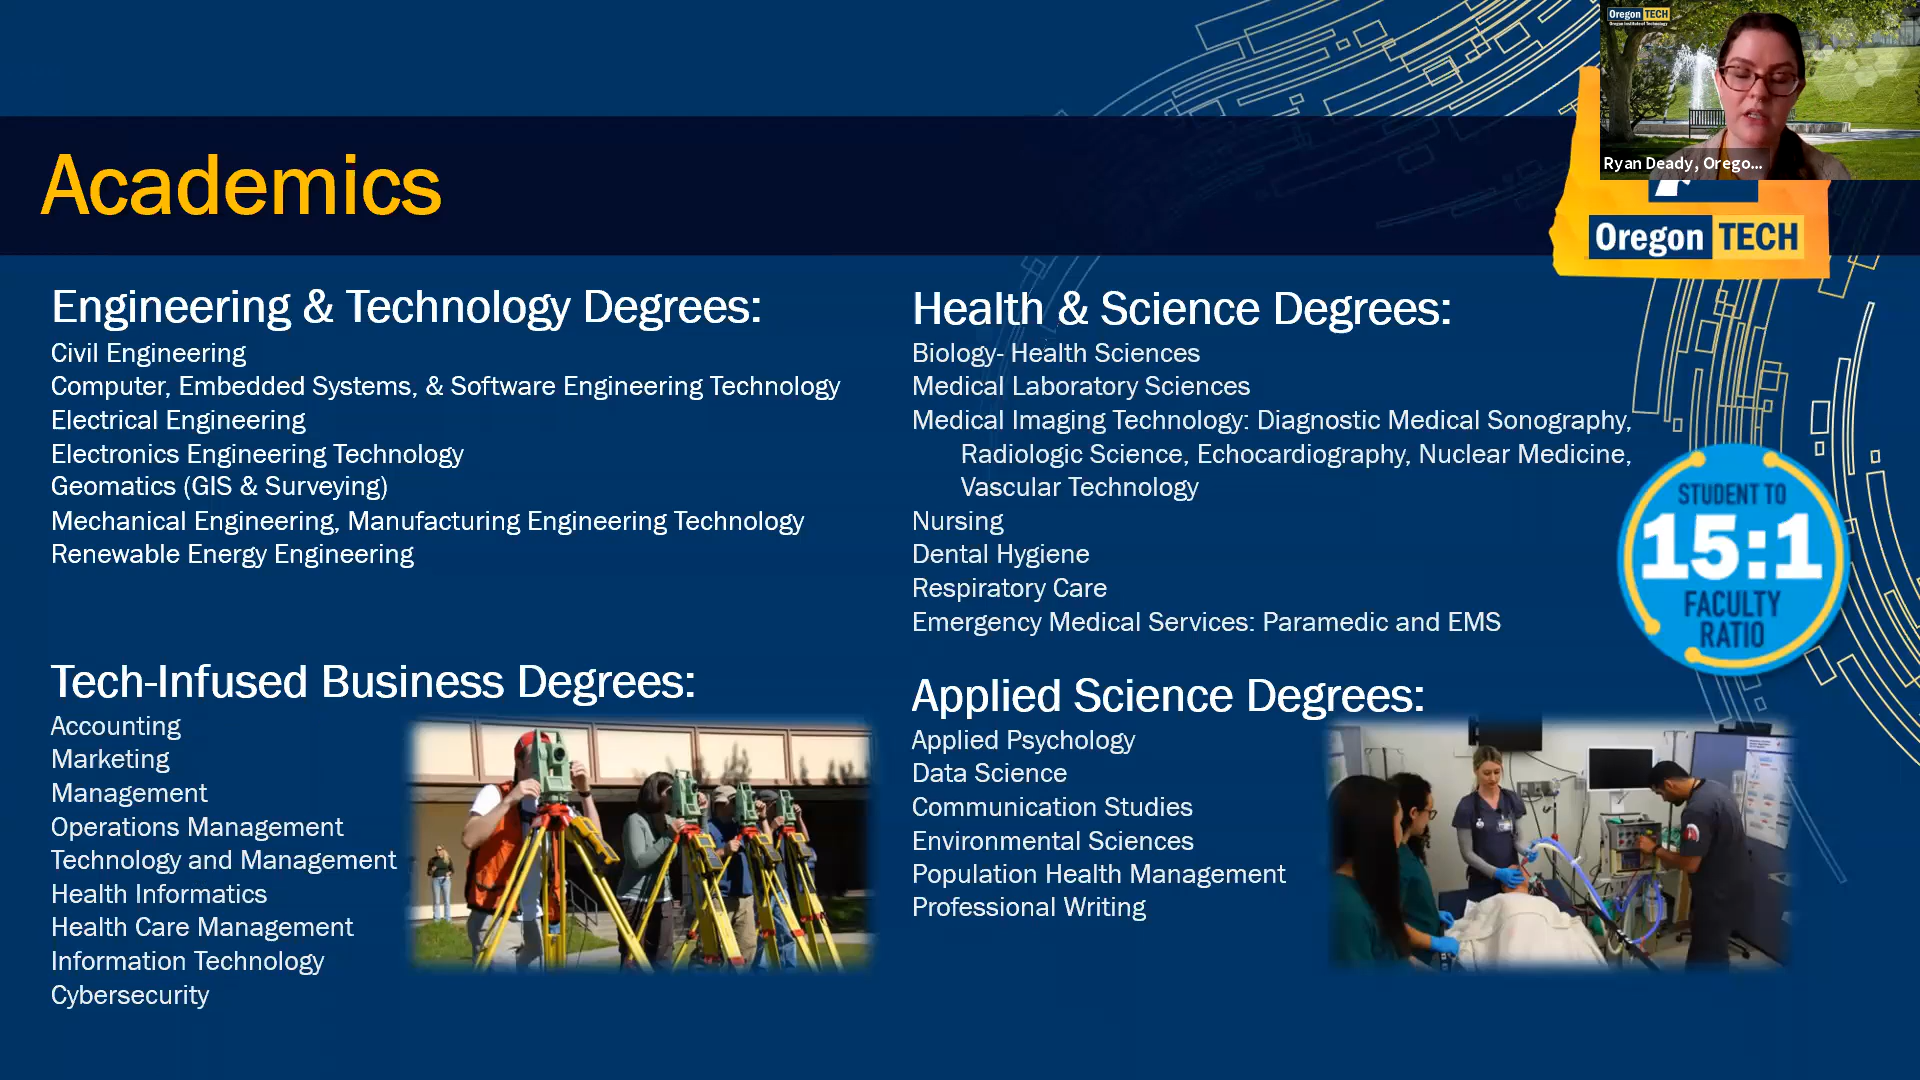 Oregon TECH
Oregon Institute of Technology
Ryan Deady, Orego...
Academics
Oregon TECH
Engineering & Technology Degrees:
Civil Engineering
Computer, Embedded Systems, & Software Engineering Technology
Electrical Engineering
Electronics Engineering Technology
Geomatics (GIS & Surveying)
Mechanical Engineering, Manufacturing Engineering Technology
Renewable Energy Engineering
Health & Science Degrees:
Biology- Health Sciences
Medical Laboratory Sciences
Medical Imaging Technology: Diagnostic Medical Sonography,
Radiologic Science, Echocardiography, Nuclear Medicine,
Vascular Technology
Nursing
Dental Hygiene
Respiratory Care
Emergency Medical Services: Paramedic and EMS
STUDENT TO
15:1
FACULTY
RATIO
Tech-Infused Business Degrees:
Accounting
Marketing
Management
Operations Management
Technology and Management
Health Informatics
Health Care Management
Information Technology
Cybersecurity
Applied Science Degrees:
Applied Psychology
Data Science
Communication Studies
Environmental Sciences
Population Health Management
Professional Writing